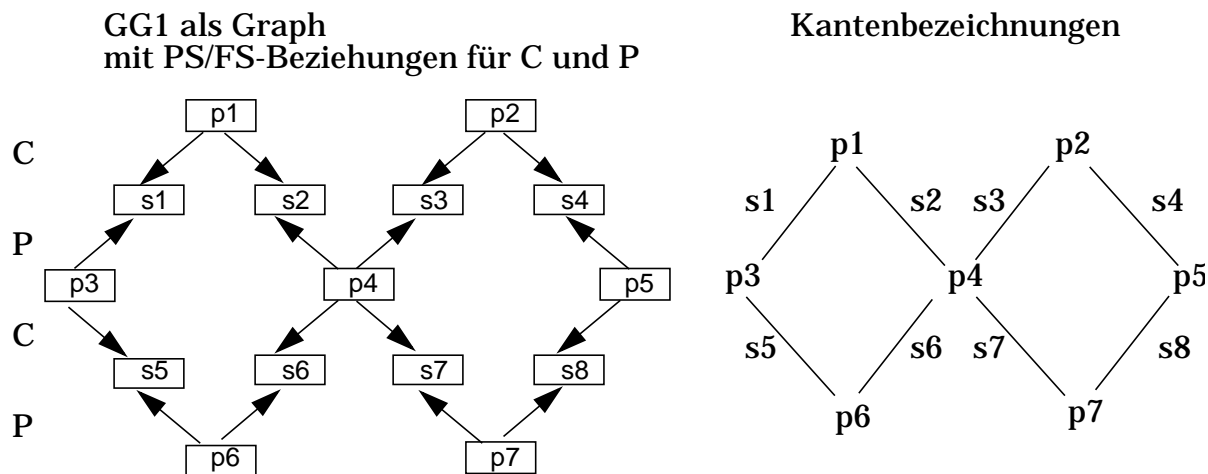 GG1 als Graph
mit PS/FS-Beziehungen für C und P
p1 p2
C
s1 s2 s3 s4
P
p3 p4 p5
C
s5 s6 s7 s8
P
p6 p7
Kantenbezeichnungen
p1 p2
s1 s2 s3 s4
p3 p4 p5
s5 s6 s7 s8
p6 p7